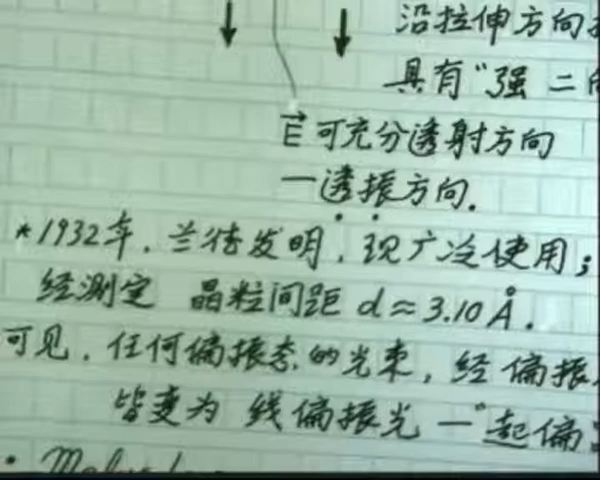 沿拉伸方向
具有"强 二
E⃗ 可充分透射方向
一透振方向.
*1932年, 兰德发明, 现广泛使用;
经测定 晶粒间距 d≈3.10Å.
可见, 任何偏振态的光束, 经偏振
皆变为 线偏振光 一"起偏"